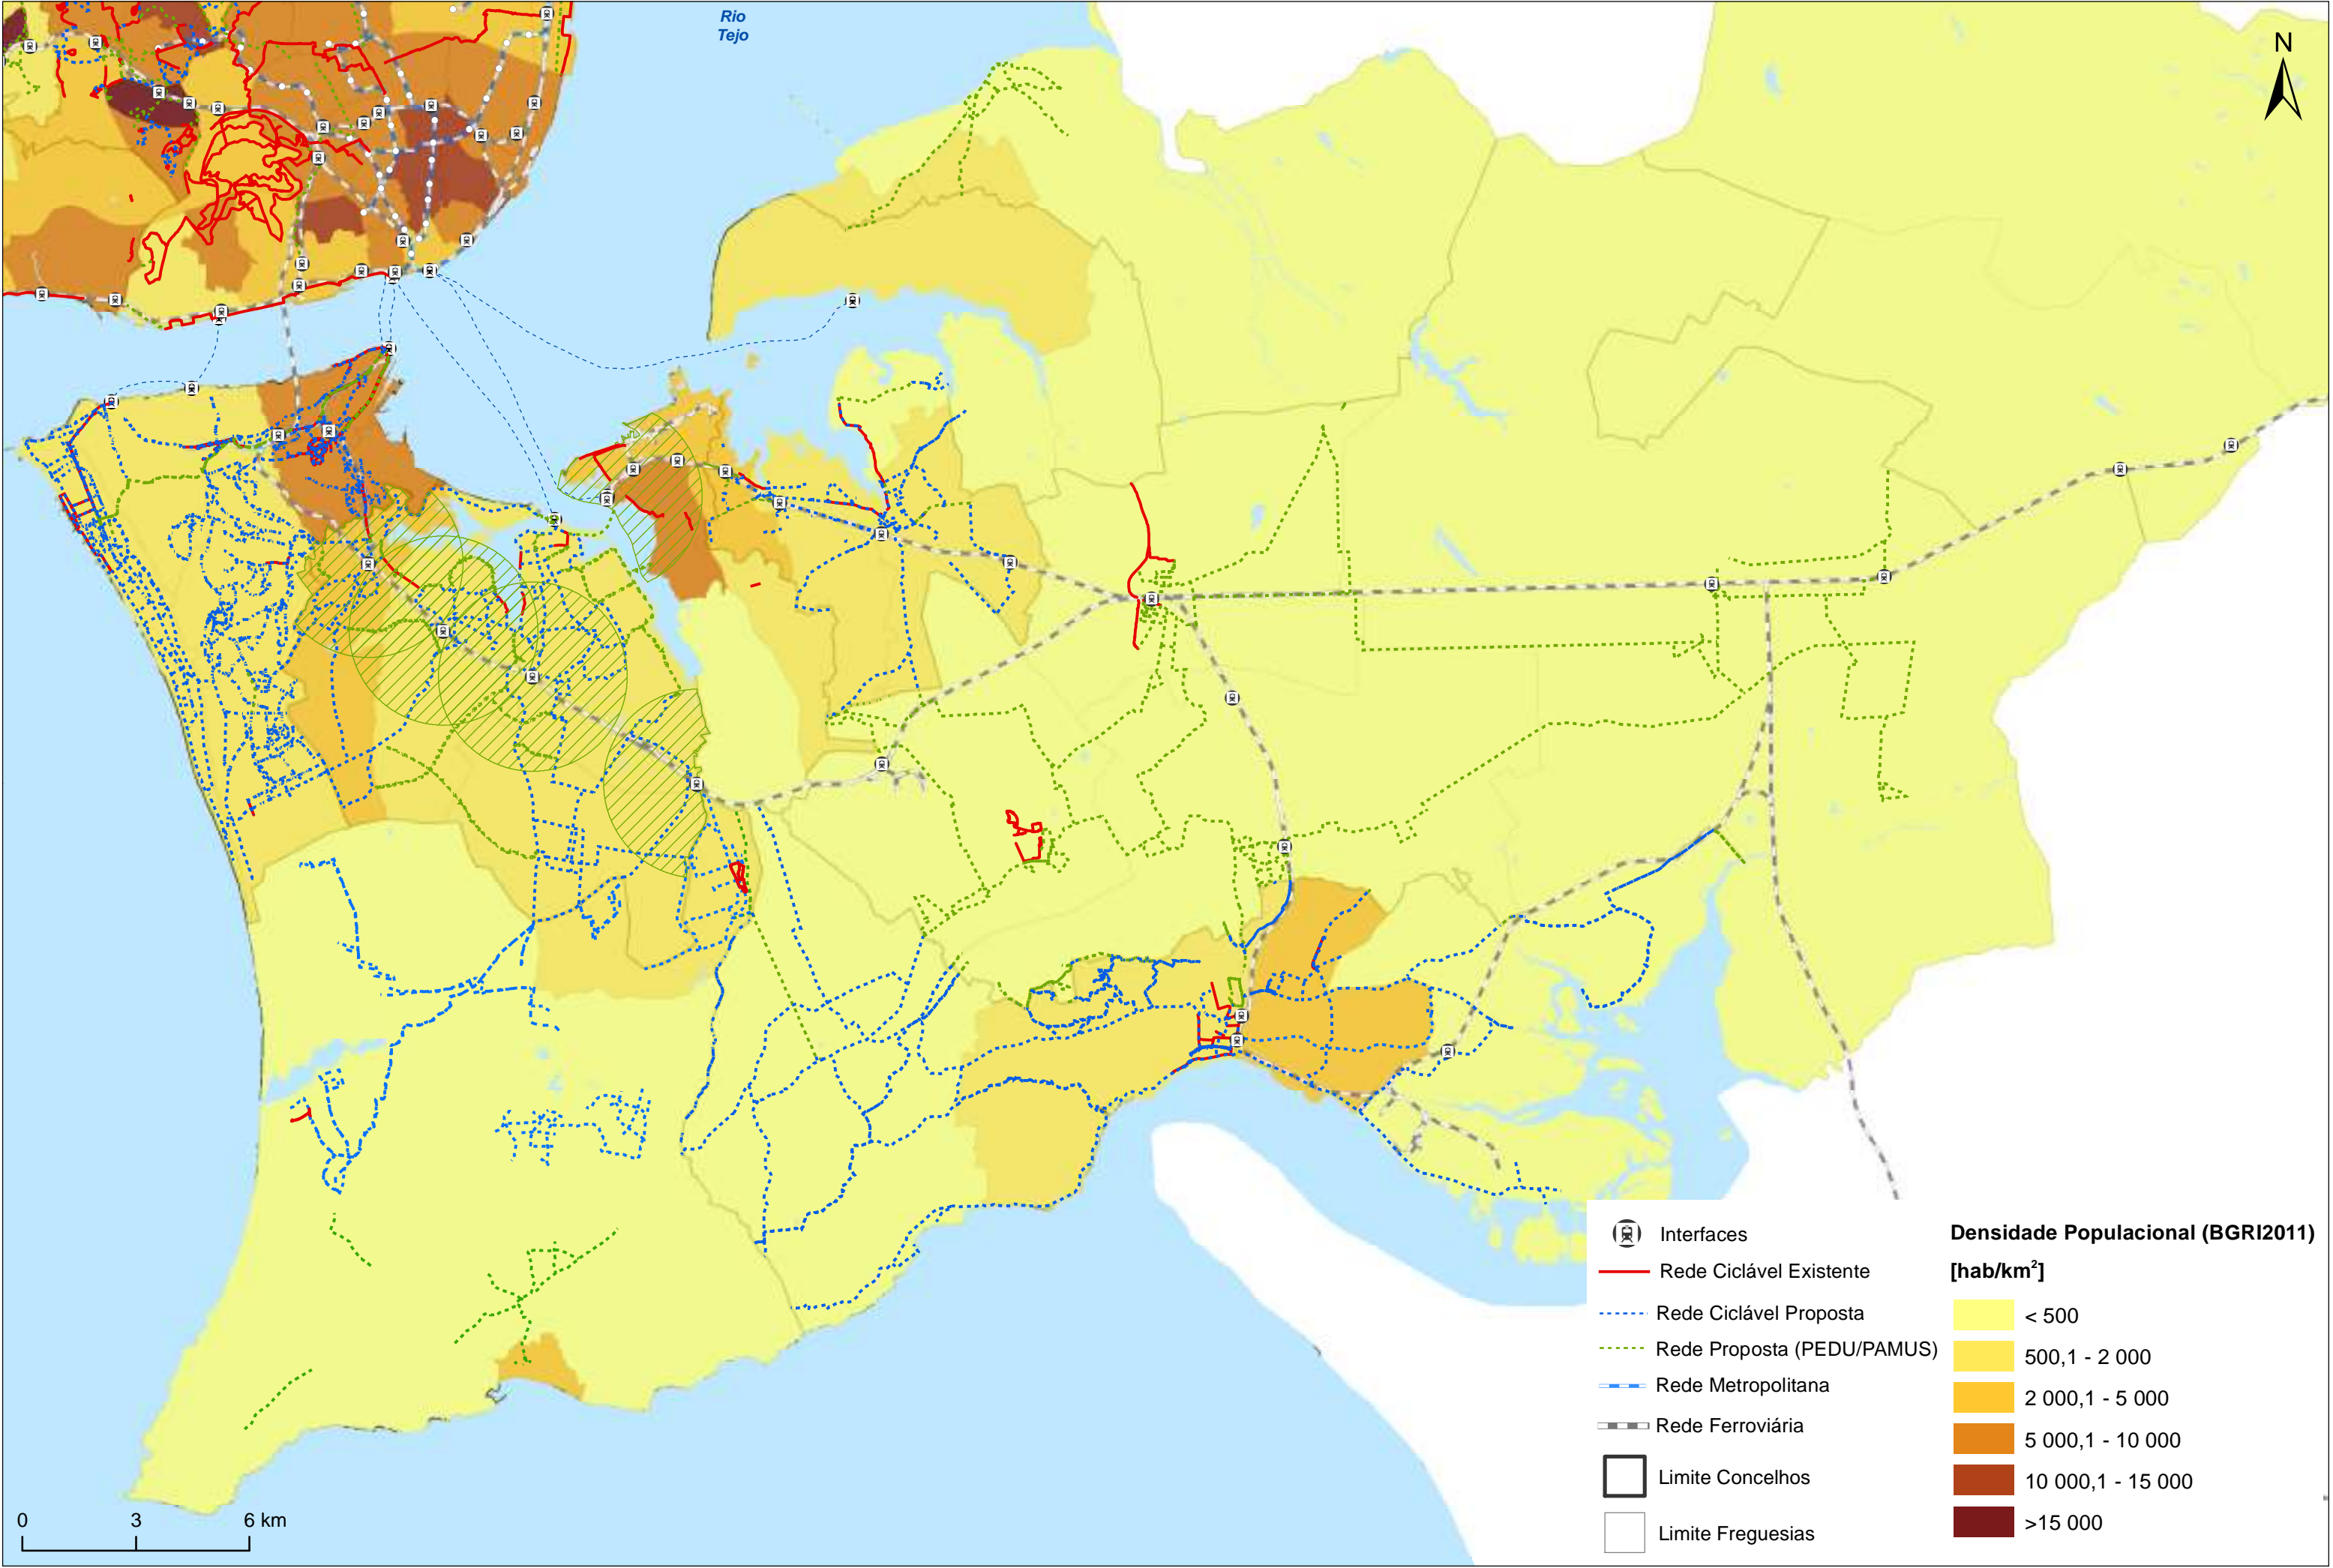 Rio
Tejo
N
Interfaces
Rede Ciclável Existente
Rede Ciclável Proposta
Rede Proposta (PEDU/PAMUS)
Rede Metropolitana
Rede Ferroviária
Limite Concelhos
Limite Freguesias
Densidade Populacional (BGRI2011)
[hab/km²]
< 500
500,1 - 2 000
2 000,1 - 5 000
5 000,1 - 10 000
10 000,1 - 15 000
>15 000
0 3 6 km